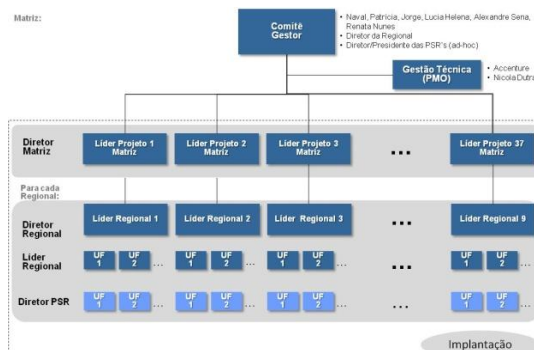 Matriz:
Comitê
Gestor
• Naval, Patrícia, Jorge, Lucia Helena, Alexandre Sena,
Renata Nunes
• Diretor da Regional
• Diretor/Presidente das PSR's (ad-hoc)
Gestão Técnica
(PMO)
• Accenture
• Nicola Dutra
Diretor
Matriz
Líder Projeto 1
Matriz
Líder Projeto 2
Matriz
Líder Projeto 3
Matriz
...
Líder Projeto 37
Matriz
Para cada
Regional:
Diretor
Regional
Líder Regional 1
Líder Regional 2
Líder Regional 3
...
Líder Regional 9
Líder
Regional
UF
1
UF
2
...
UF
1
UF
2
...
UF
1
UF
2
...
...
UF
1
UF
2
...
Diretor PSR
UF
1
UF
2
...
UF
1
UF
2
...
UF
1
UF
2
...
...
UF
1
UF
2
...
Implantação